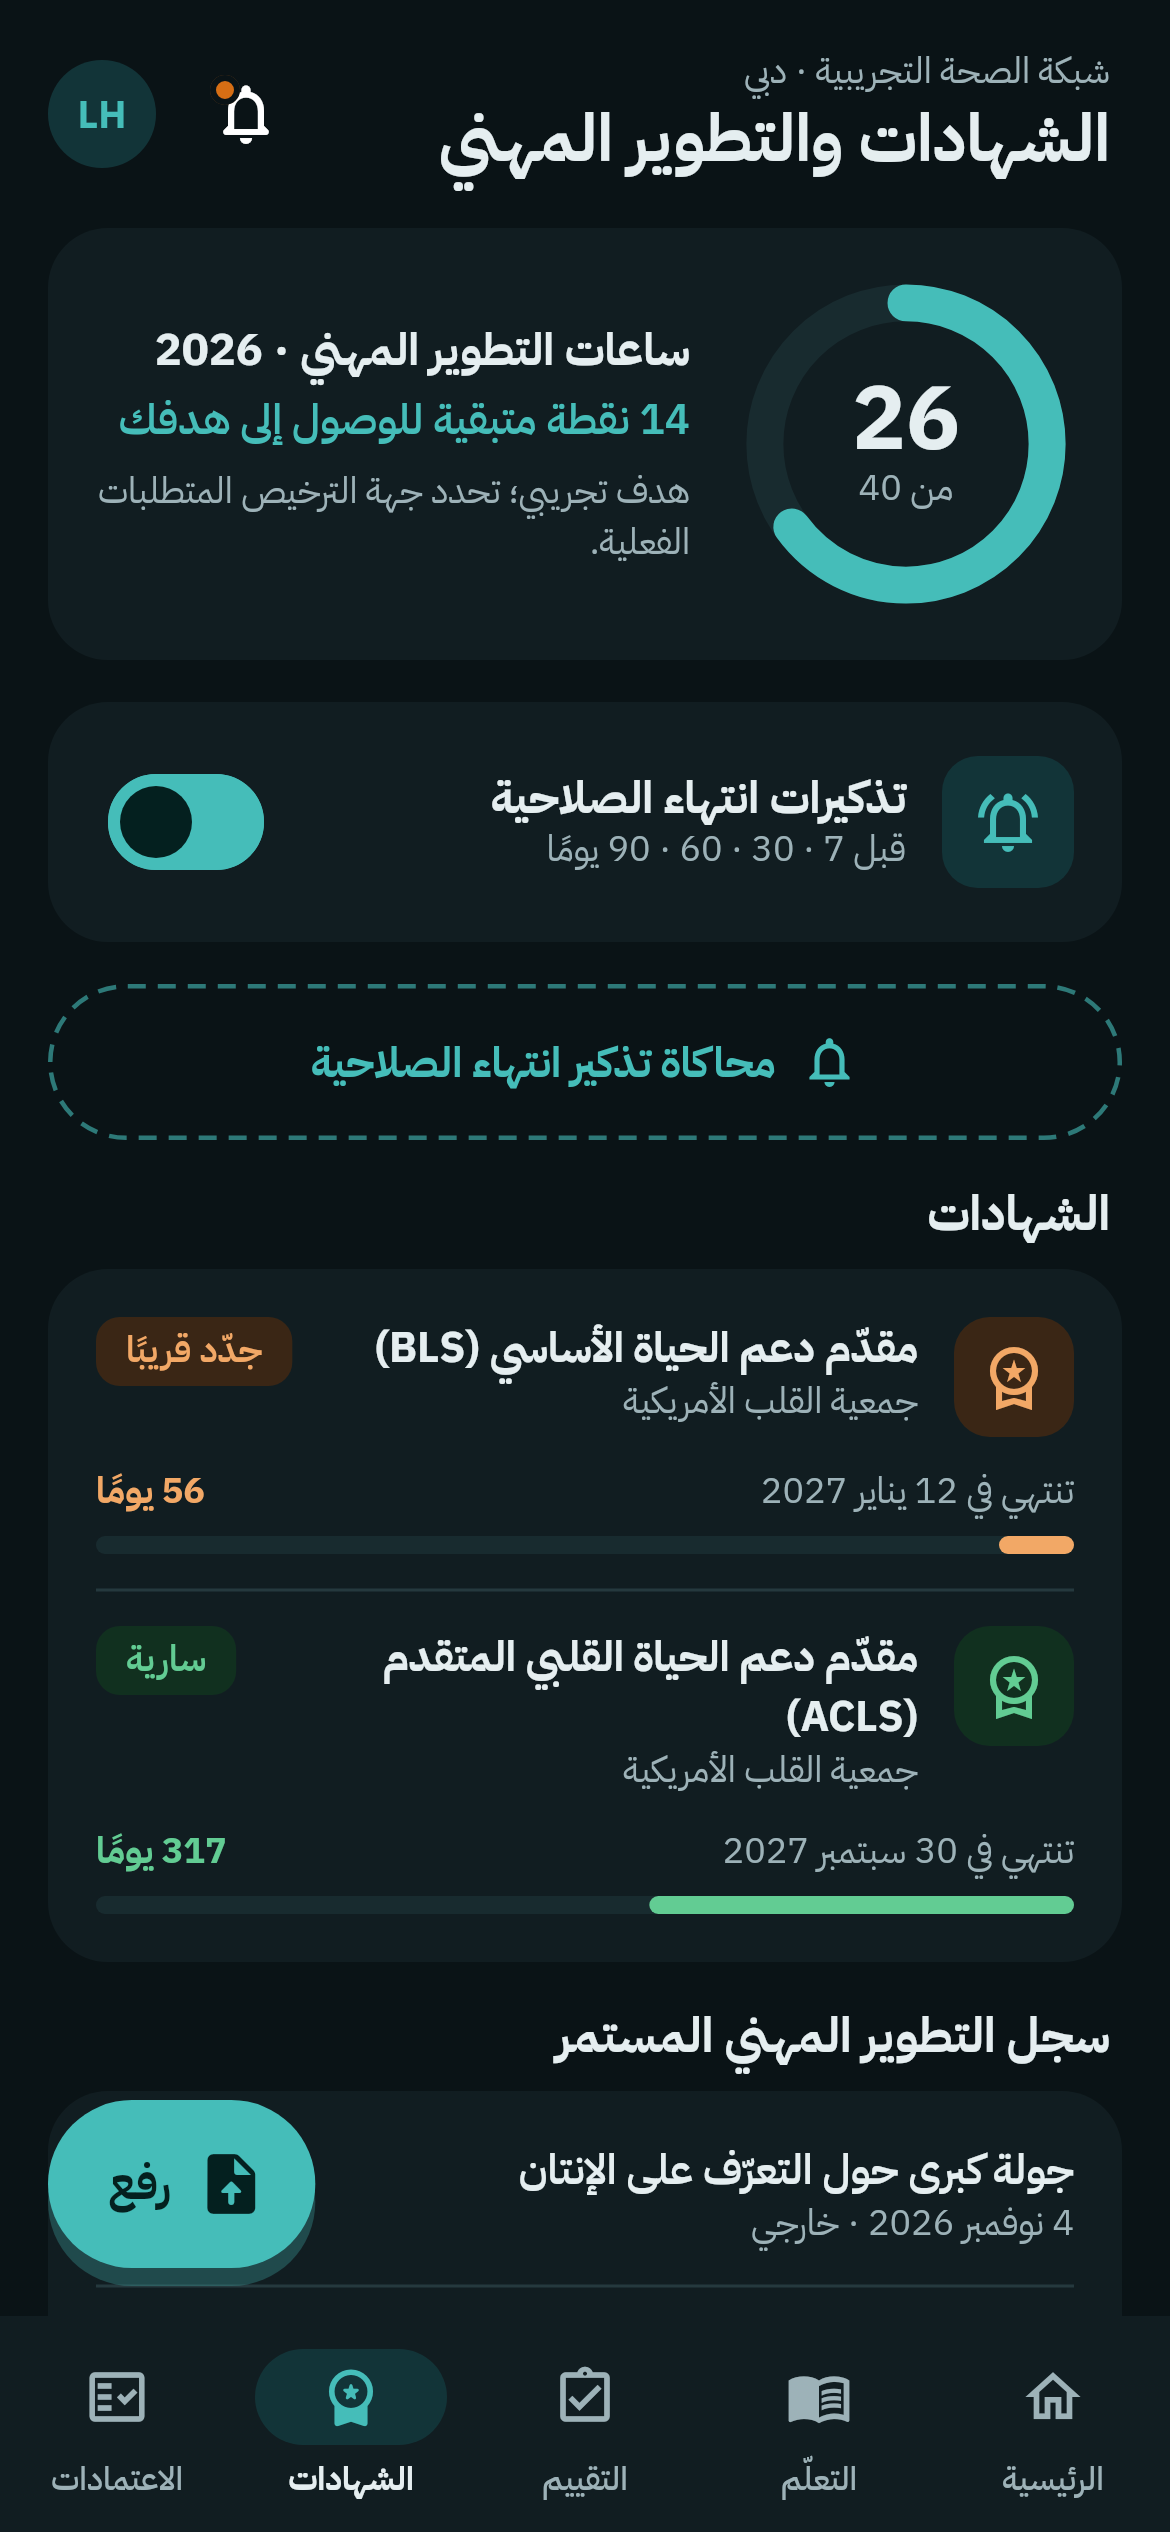 شبكة الصحة التجريبية · دبي
الشهادات والتطوير المهني
LH
26
من 40
ساعات التطوير المهني · 2026
14 نقطة متبقية للوصول إلى هدفك
هدف تجريبي؛ تحدد جهة الترخيص المتطلبات
الفعلية.
تذكيرات انتهاء الصلاحية
قبل 7 · 30 · 60 · 90 يومًا
محاكاة تذكير انتهاء الصلاحية
الشهادات
مقدّم دعم الحياة الأساسي (BLS)
جدّد قريبًا
جمعية القلب الأمريكية
تنتهي في 12 يناير 2027
56 يومًا
مقدّم دعم الحياة القلبي المتقدم
(ACLS)
سارية
جمعية القلب الأمريكية
تنتهي في 30 سبتمبر 2027
317 يومًا
سجل التطوير المهني المستمر
جولة كبرى حول التعرّف على الإنتان
4 نوفمبر 2026 · خارجي
رفع
الرئيسية
التعلّم
التقييم
الشهادات
الاعتمادات